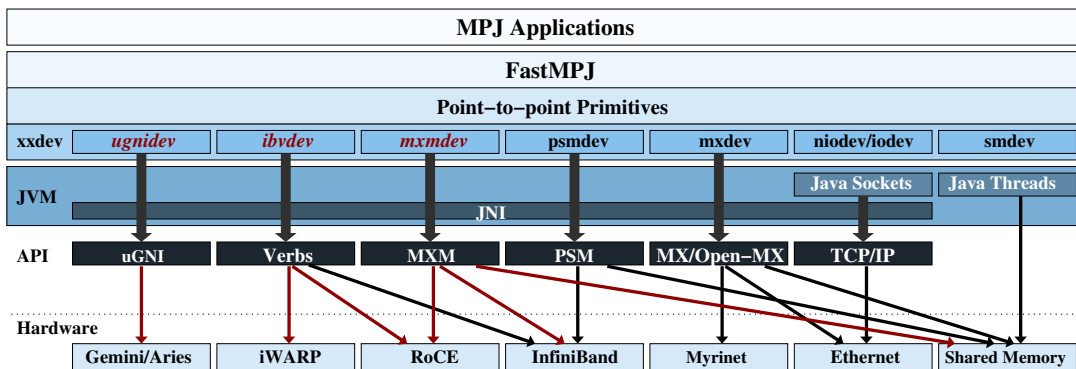 MPJ Applications
FastMPJ
Point-to-point Primitives
xxdev ugnidev ibvdev mxmdev psmdev mxdev niodev/iodev smdev
JVM Java Sockets Java Threads
JNI
API uGNI Verbs MXM PSM MX/Open-MX TCP/IP
Hardware
Gemini/Aries iWARP RoCE InfiniBand Myrinet Ethernet Shared Memory